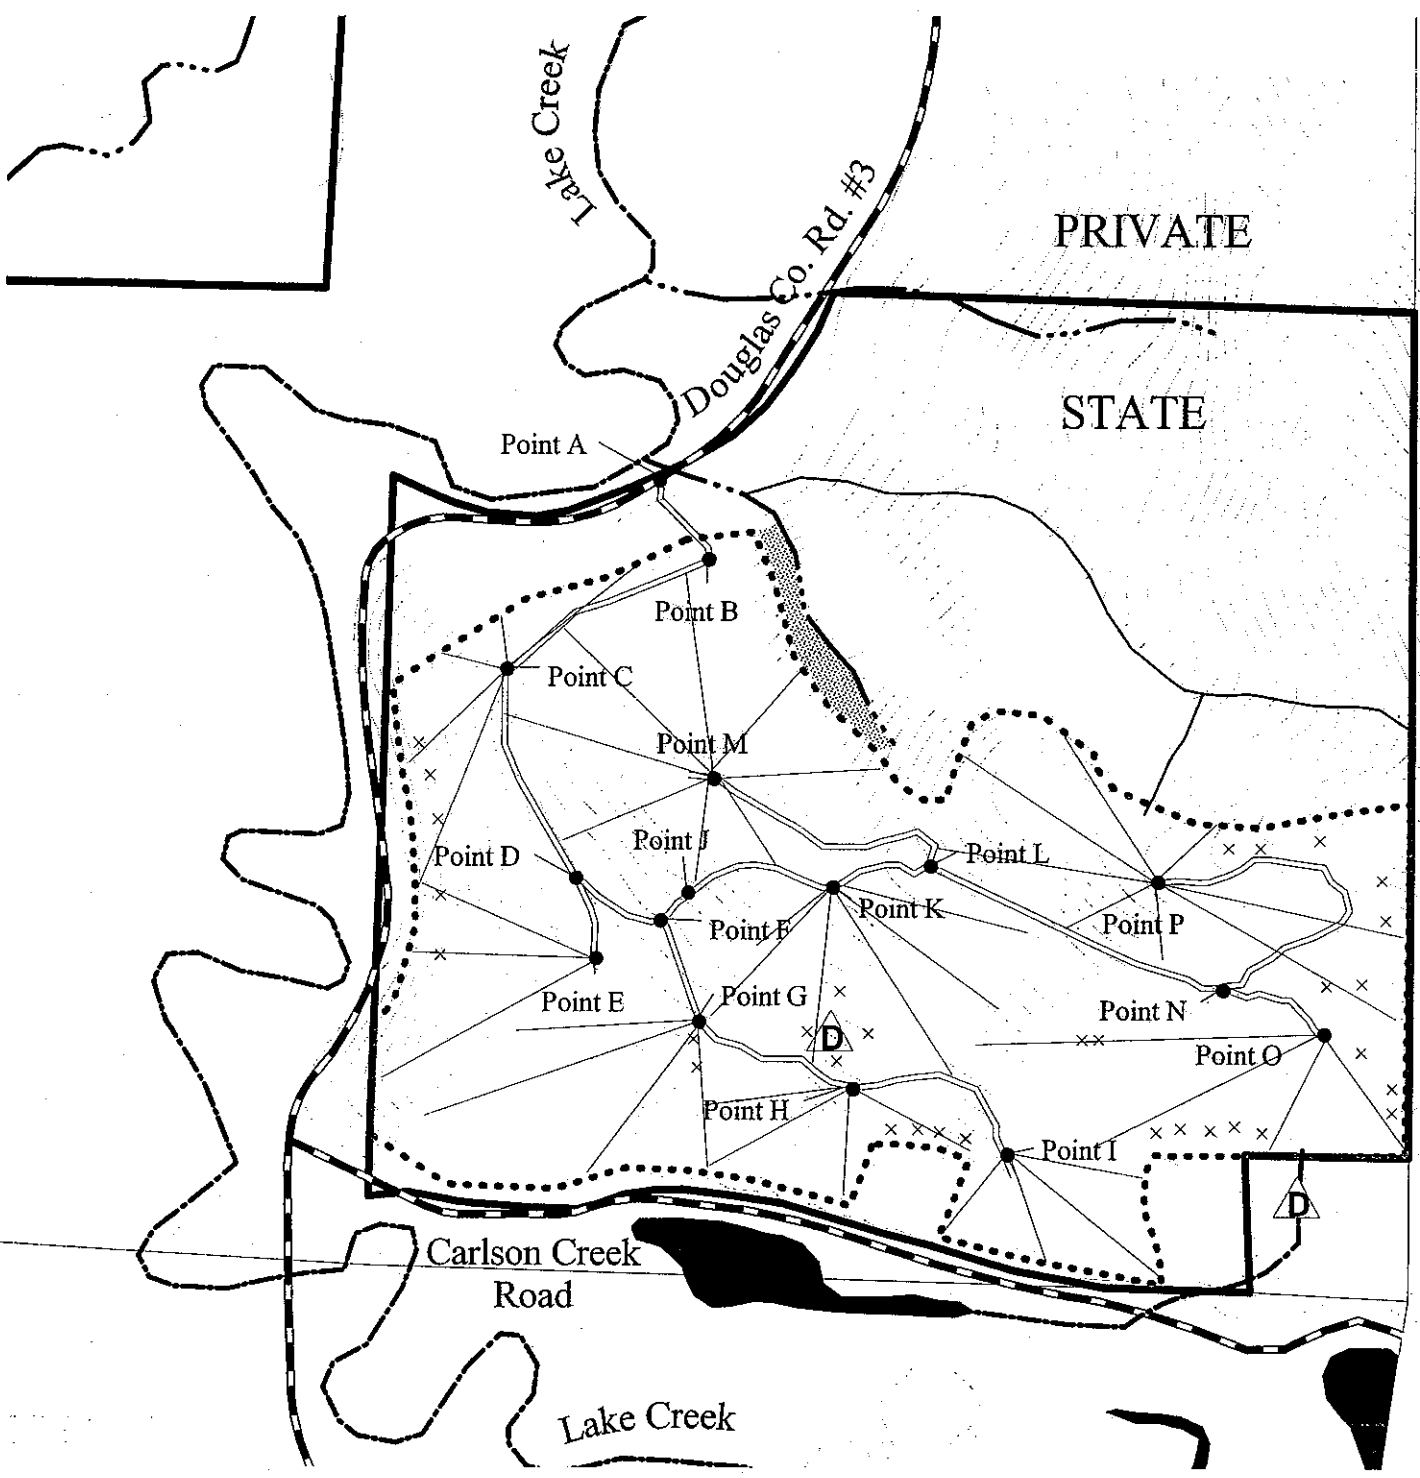 Lake Creek
Douglas Co. Rd. #3
PRIVATE
STATE
Point A
Point B
Point C
Point M
Point J
Point D
Point L
Point K
Point F
Point P
Point E
Point G
Point N
D
Point O
Point H
Point I
D
Carlson Creek
Road
Lake Creek